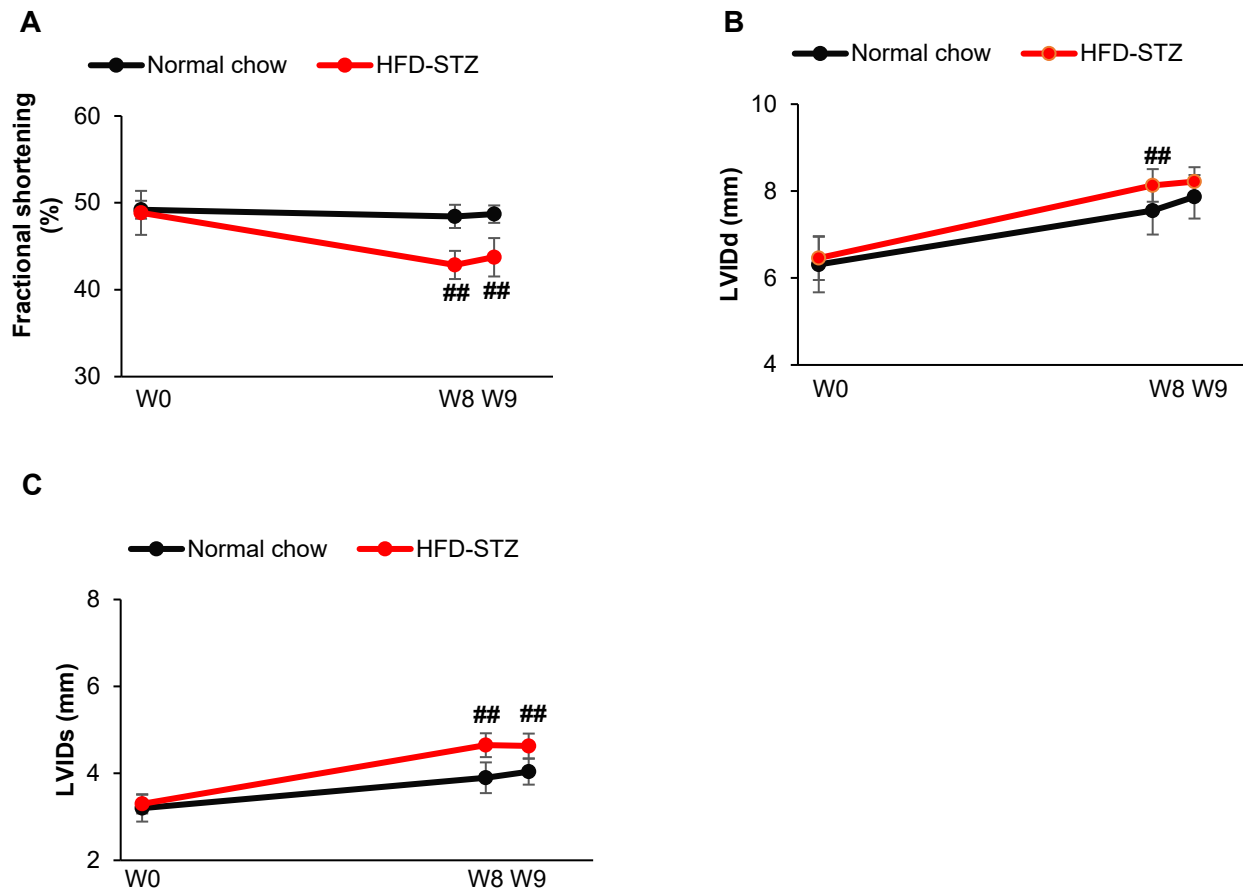 A
Normal chow HFD-STZ
Fractional shortening
(%)
60
50
40
30
## ##
W0 W8 W9
B
Normal chow HFD-STZ
LVIDd (mm)
10
8
6
4
##
W0 W8 W9
C
Normal chow HFD-STZ
LVIDs (mm)
8
6
4
2
## ##
W0 W8 W9